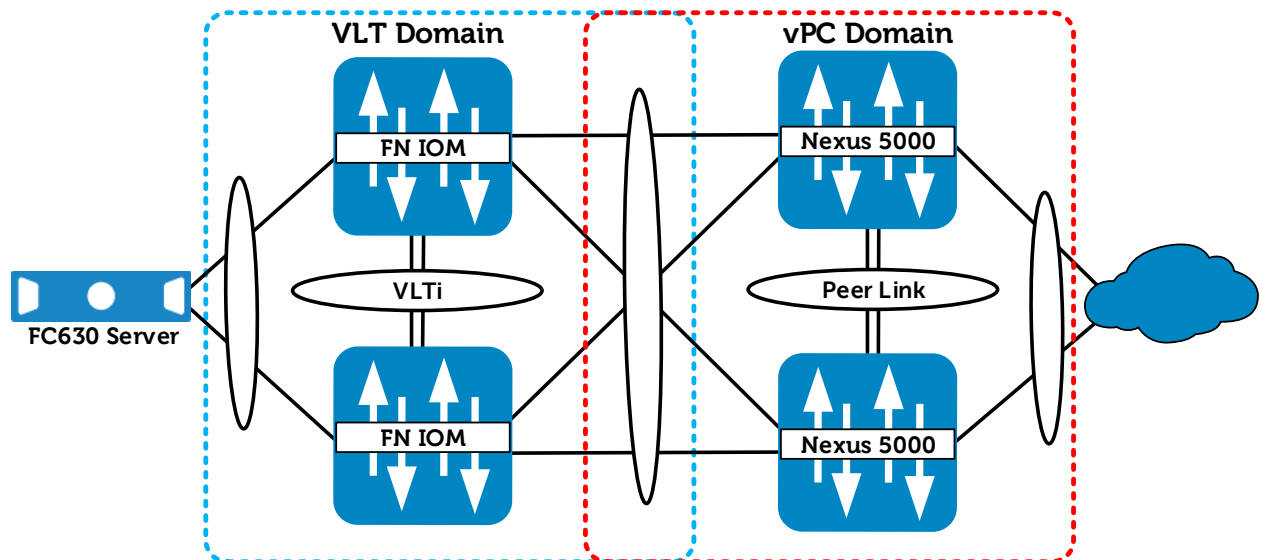 VLT Domain
vPC Domain
FN IOM
Nexus 5000
VLTi
Peer Link
FC630 Server
FN IOM
Nexus 5000